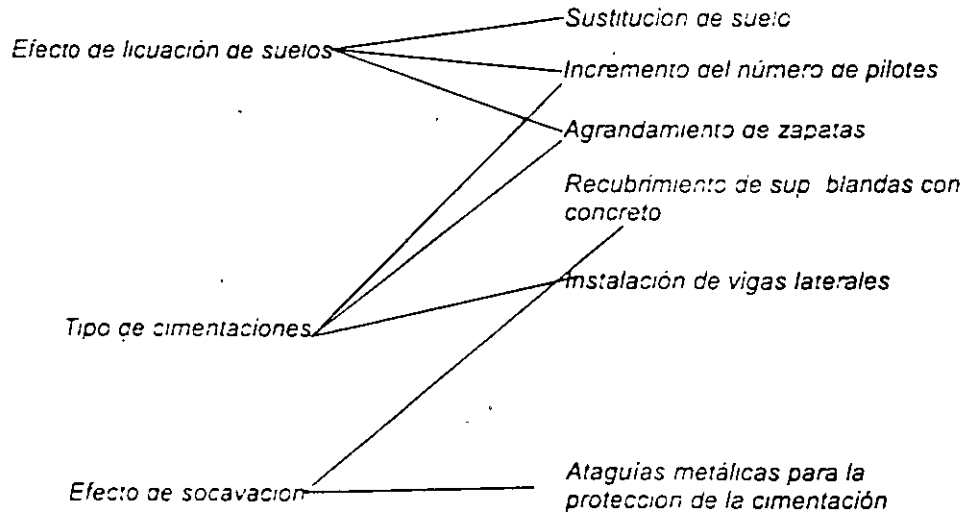 Sustitucion de suelo
Efecto de licuación de suelos
Incremento del número de pilotes
Agrandamiento de zapatas
Recubrimiento de sup blandas con
concreto
Instalación de vigas laterales
Tipo de cimentaciones
Efecto de socavacion
Ataguías metálicas para la
protección de la cimentación